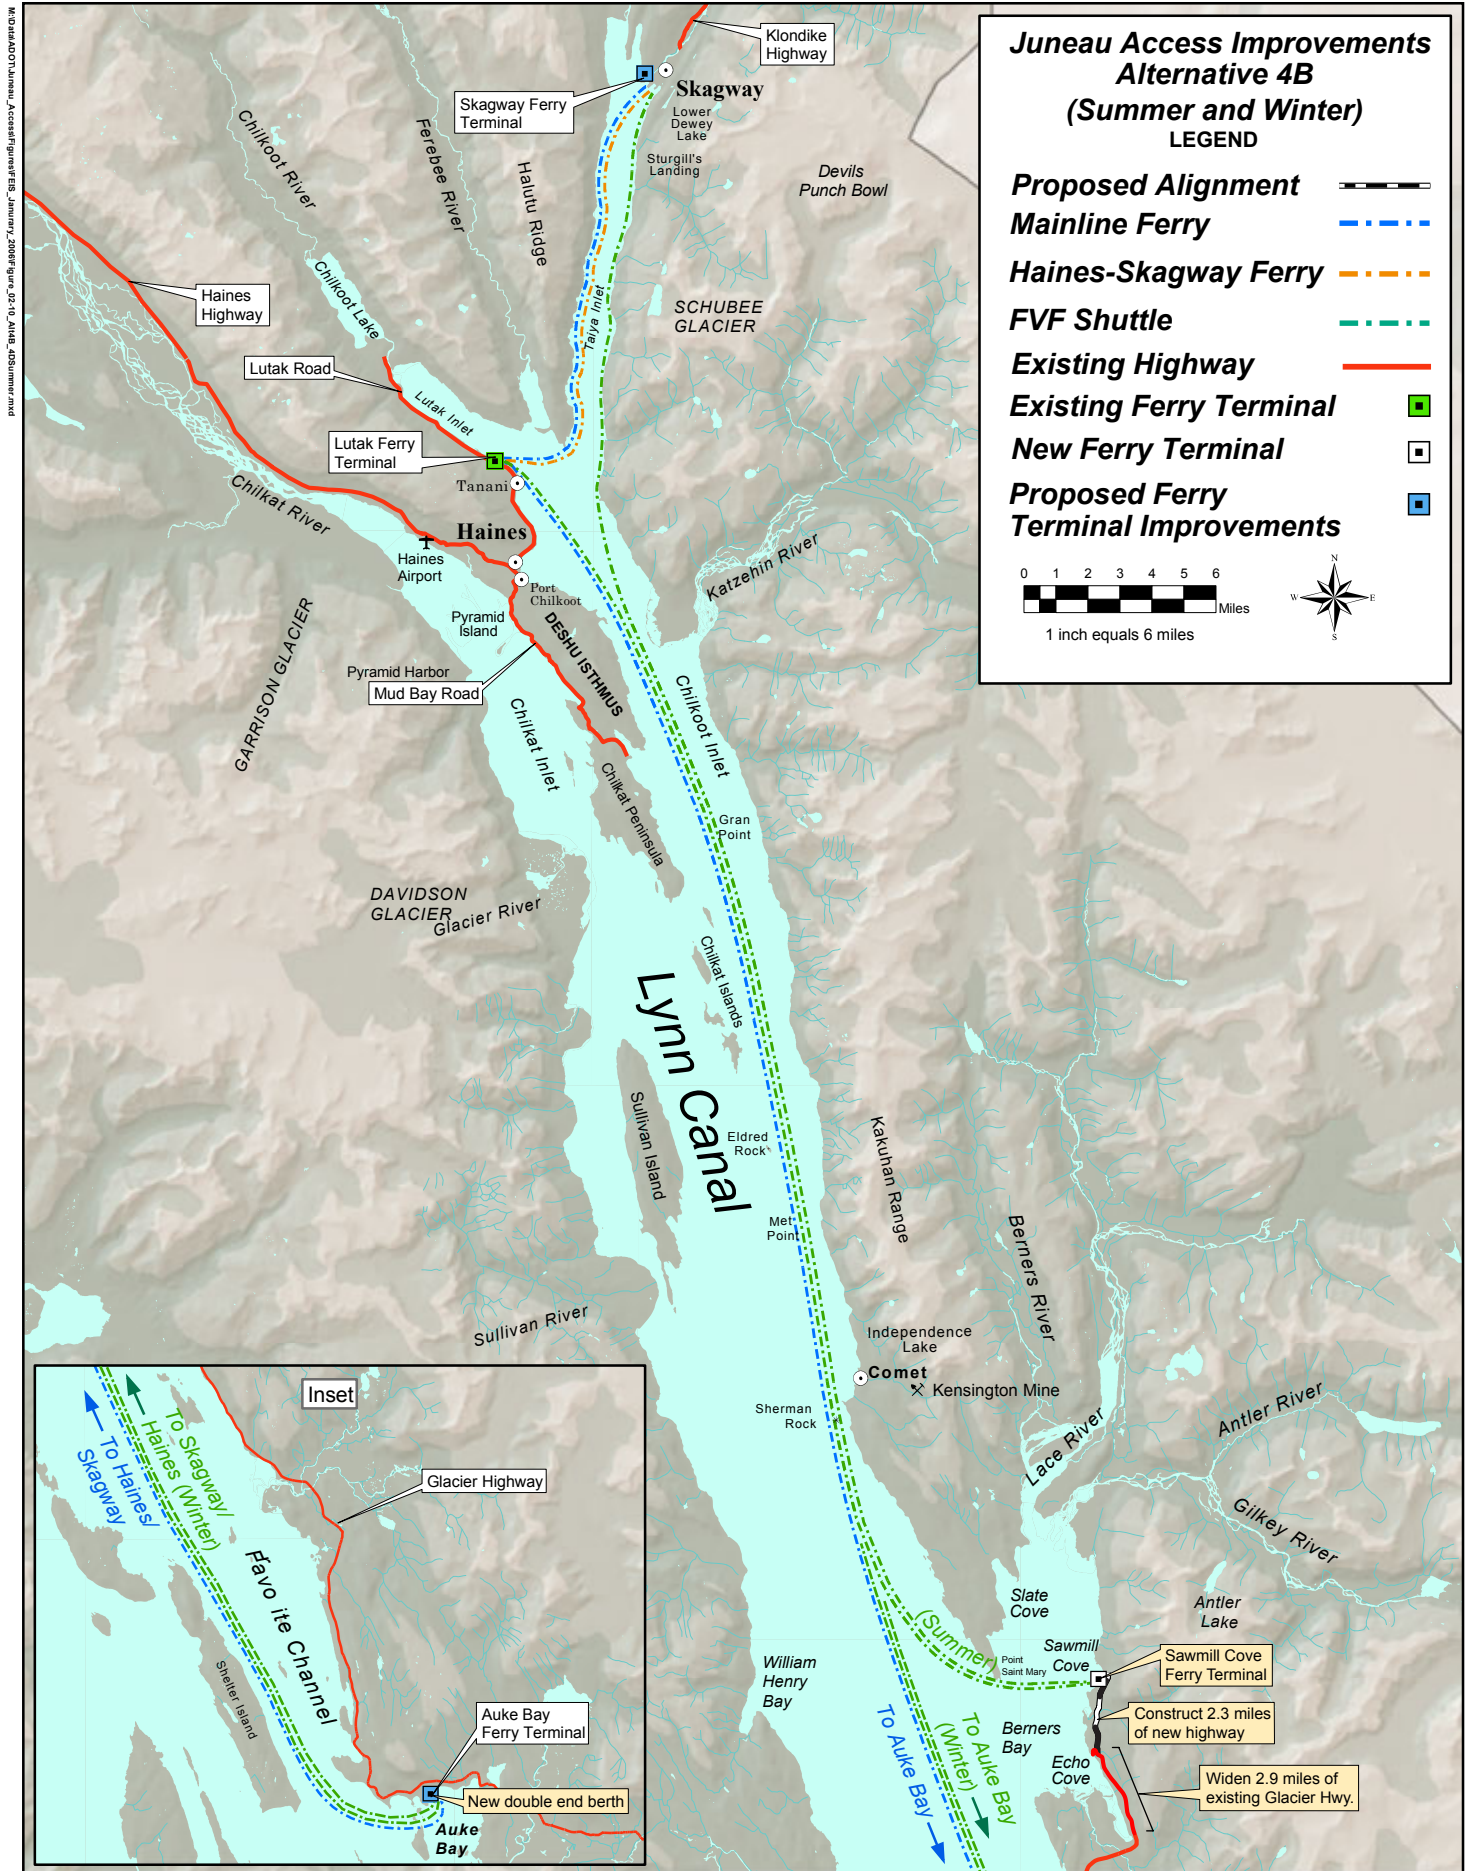 M:\Data\ADOT\Juneau_Access\Figures\FEIS_Janurary_2006\Figure_02-10_Alt4B_4DSummer.mxd
Juneau Access Improvements
Alternative 4B
(Summer and Winter)
LEGEND
Proposed Alignment
Mainline Ferry
Haines-Skagway Ferry
FVF Shuttle
Existing Highway
Existing Ferry Terminal
New Ferry Terminal
Proposed Ferry
Terminal Improvements
0 1 2 3 4 5 6
Miles
1 inch equals 6 miles
N
W
E
S
Klondike
Highway
Skagway Ferry
Terminal
Skagway
Lower
Dewey
Lake
Sturgill's
Landing
Devils
Punch Bowl
Chilkoot River
Ferebee River
Halutu Ridge
Haines
Highway
Chilkoot Lake
Taiya Inlet
SCHUBEE
GLACIER
Lutak Road
Lutak Inlet
Lutak Ferry
Terminal
Tanani
Chilkat River
Haines
Haines
Airport
Port
Chilkoot
Katzehin River
Pyramid
Island
DESHU ISTHMUS
GARRISON GLACIER
Pyramid Harbor
Mud Bay Road
Chilkat Inlet
Chilkoot Inlet
Chilkat Peninsula
Gran
Point
DAVIDSON
GLACIER
Glacier River
Chilkat Islands
Lynn Canal
Sullivan Island
Eldred
Rock
Kakuhan Range
Met
Point
Berners River
Sullivan River
Independence
Lake
Comet
Kensington Mine
Sherman
Rock
Lace River
Antler River
Gilkey River
Slate
Cove
Antler
Lake
(Summer)
Point
Saint Mary
Sawmill
Cove
Sawmill Cove
Ferry Terminal
William
Henry
Bay
Construct 2.3 miles
of new highway
Berners
Bay
Echo
Cove
To Auke Bay
To Auke Bay
(Winter)
Widen 2.9 miles of
existing Glacier Hwy.
Inset
To Haines/
Skagway
To Skagway/
Haines (Winter)
Glacier Highway
Favo ite Channel
Shelter Island
Auke Bay
Ferry Terminal
New double end berth
Auke
Bay